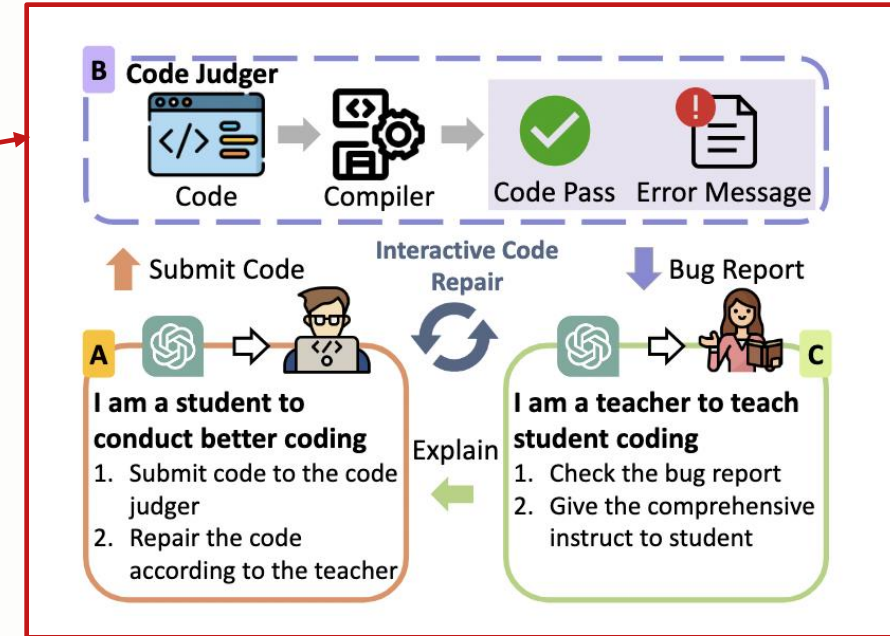 B
Code Judger
Code
Compiler
Code Pass
Error Message
Submit Code
Interactive Code
Repair
Bug Report
A
I am a student to
conduct better coding
1. Submit code to the code
judger
2. Repair the code
according to the teacher
Explain
C
I am a teacher to teach
student coding
1. Check the bug report
2. Give the comprehensive
instruct to student